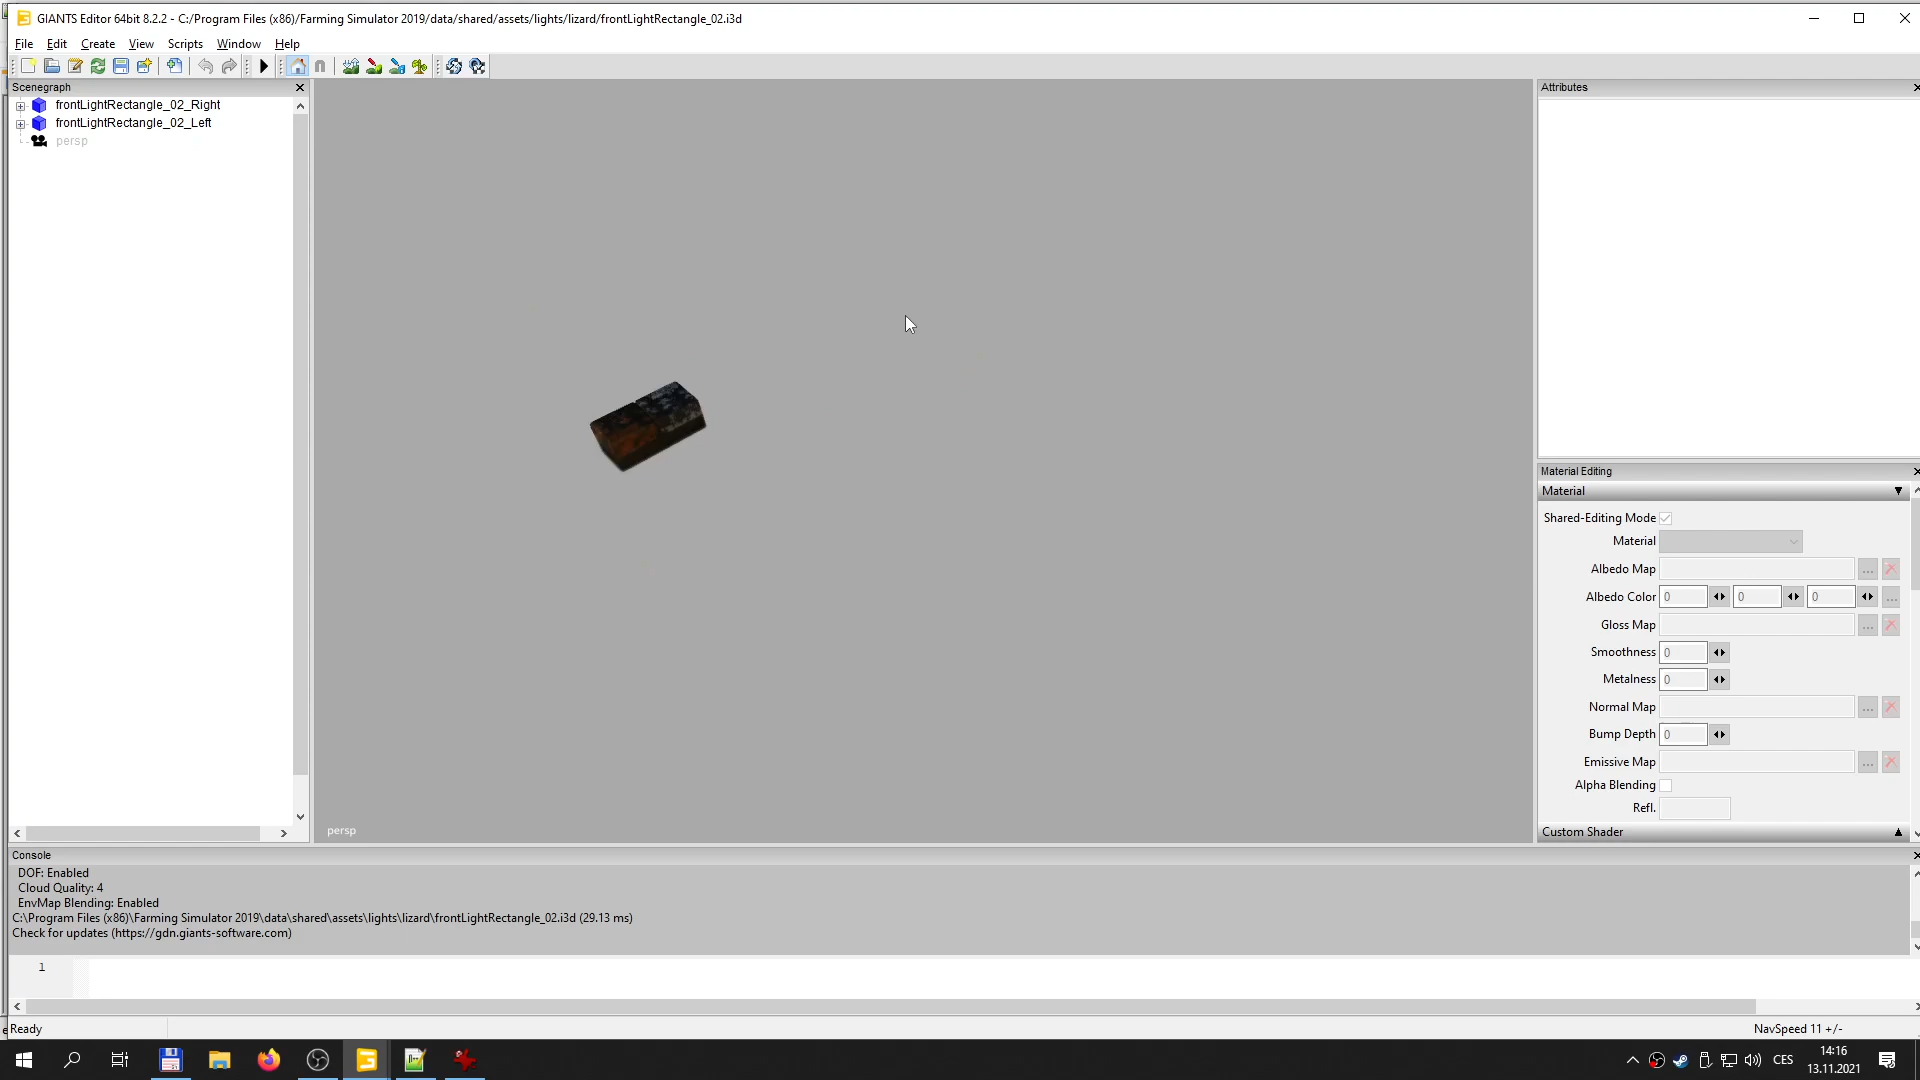 GIANTS Editor 64bit 8.2.2 - C:/Program Files (x86)/Farming Simulator 2019/data/shared/assets/lights/lizard/frontLightRectangle_02.i3d
File Edit Create View Scripts Window Help
Scenegraph
frontLightRectangle_02_Right
frontLightRectangle_02_Left
persp
persp
Attributes
Material Editing
Material
Shared-Editing Mode
Material
Albedo Map ...
Albedo Color 0 0 0 ...
Gloss Map ...
Smoothness 0
Metalness 0
Normal Map ...
Bump Depth 0
Emissive Map ...
Alpha Blending
Refl.
Custom Shader
Console
DOF: Enabled
Cloud Quality: 4
EnvMap Blending: Enabled
C:\Program Files (x86)\Farming Simulator 2019\data\shared\assets\lights\lizard\frontLightRectangle_02.i3d (29.13 ms)
Check for updates (https://gdn.giants-software.com)
1
Ready
NavSpeed 11 +/-
CES
14:16
13.11.2021